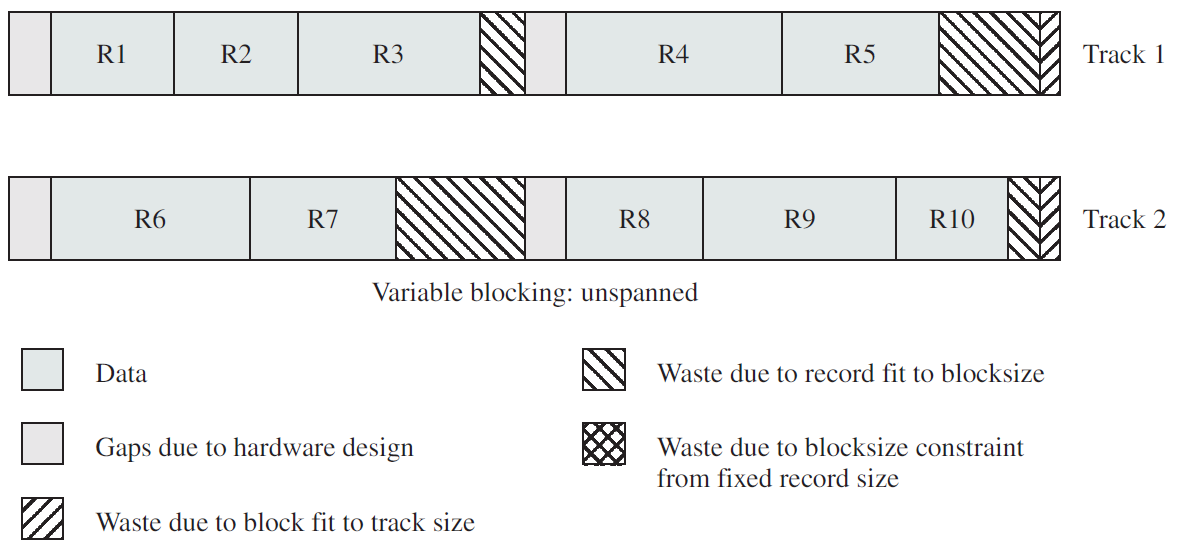 R1 R2 R3 R4 R5 Track 1
R6 R7 R8 R9 R10 Track 2
Variable blocking: unspanned
Data
Waste due to record fit to blocksize
Gaps due to hardware design
Waste due to blocksize constraint
from fixed record size
Waste due to block fit to track size